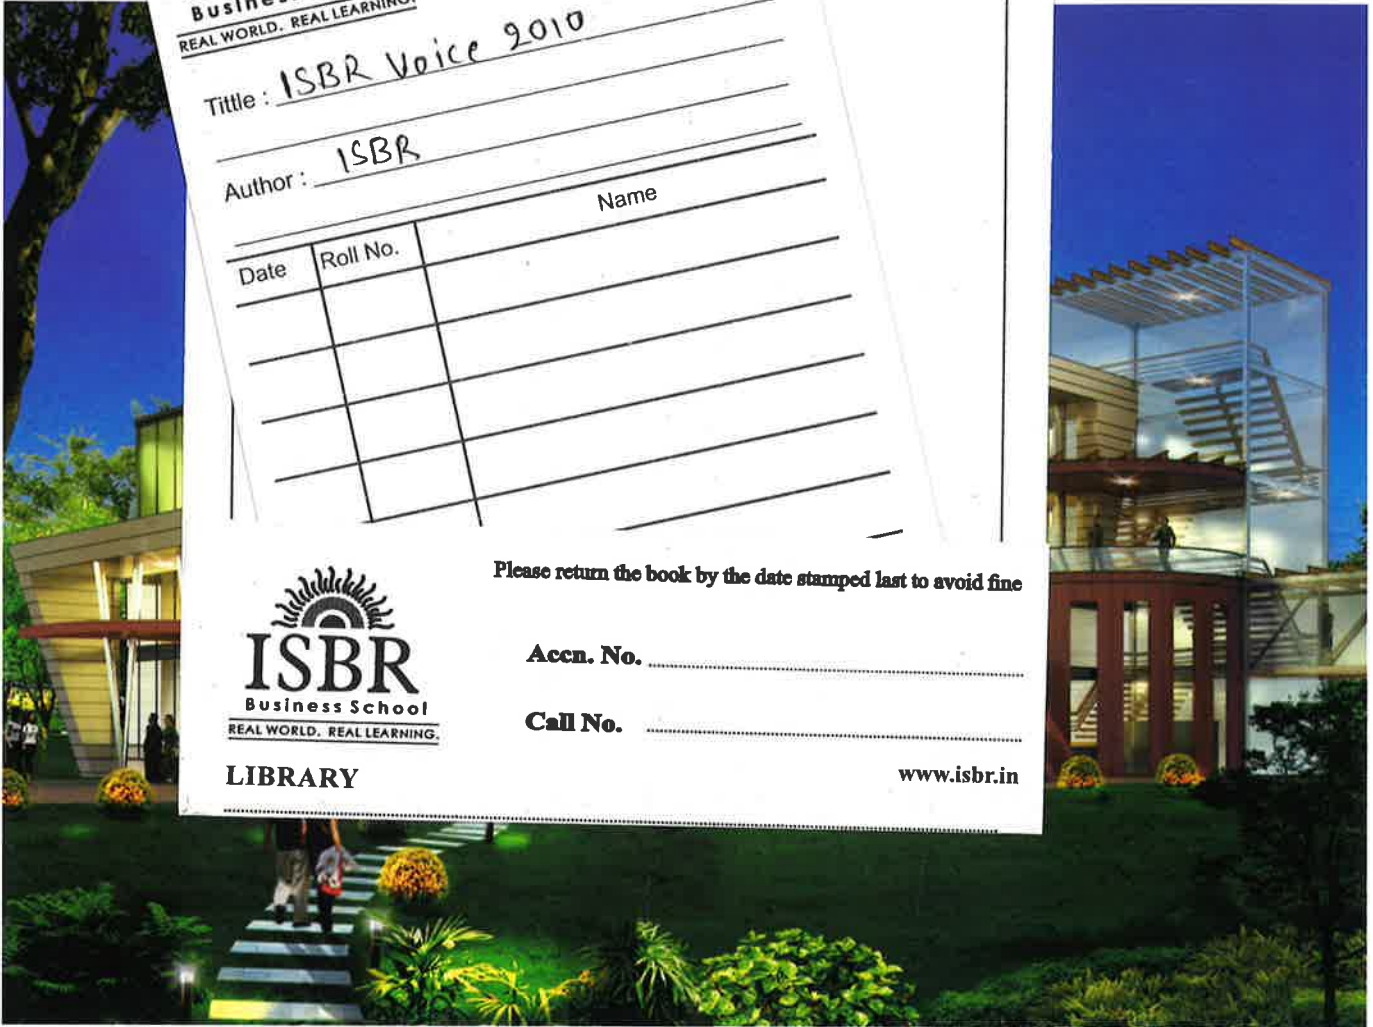 Business
REAL WORLD. REAL LEARNING.
Tittle : ISBR Voice 2010
Author : ISBR
Date Roll No. Name
Please return the book by the date stamped last to avoid fine
ISBR
Business School
REAL WORLD. REAL LEARNING.
Accn. No.
Call No.
LIBRARY
www.isbr.in